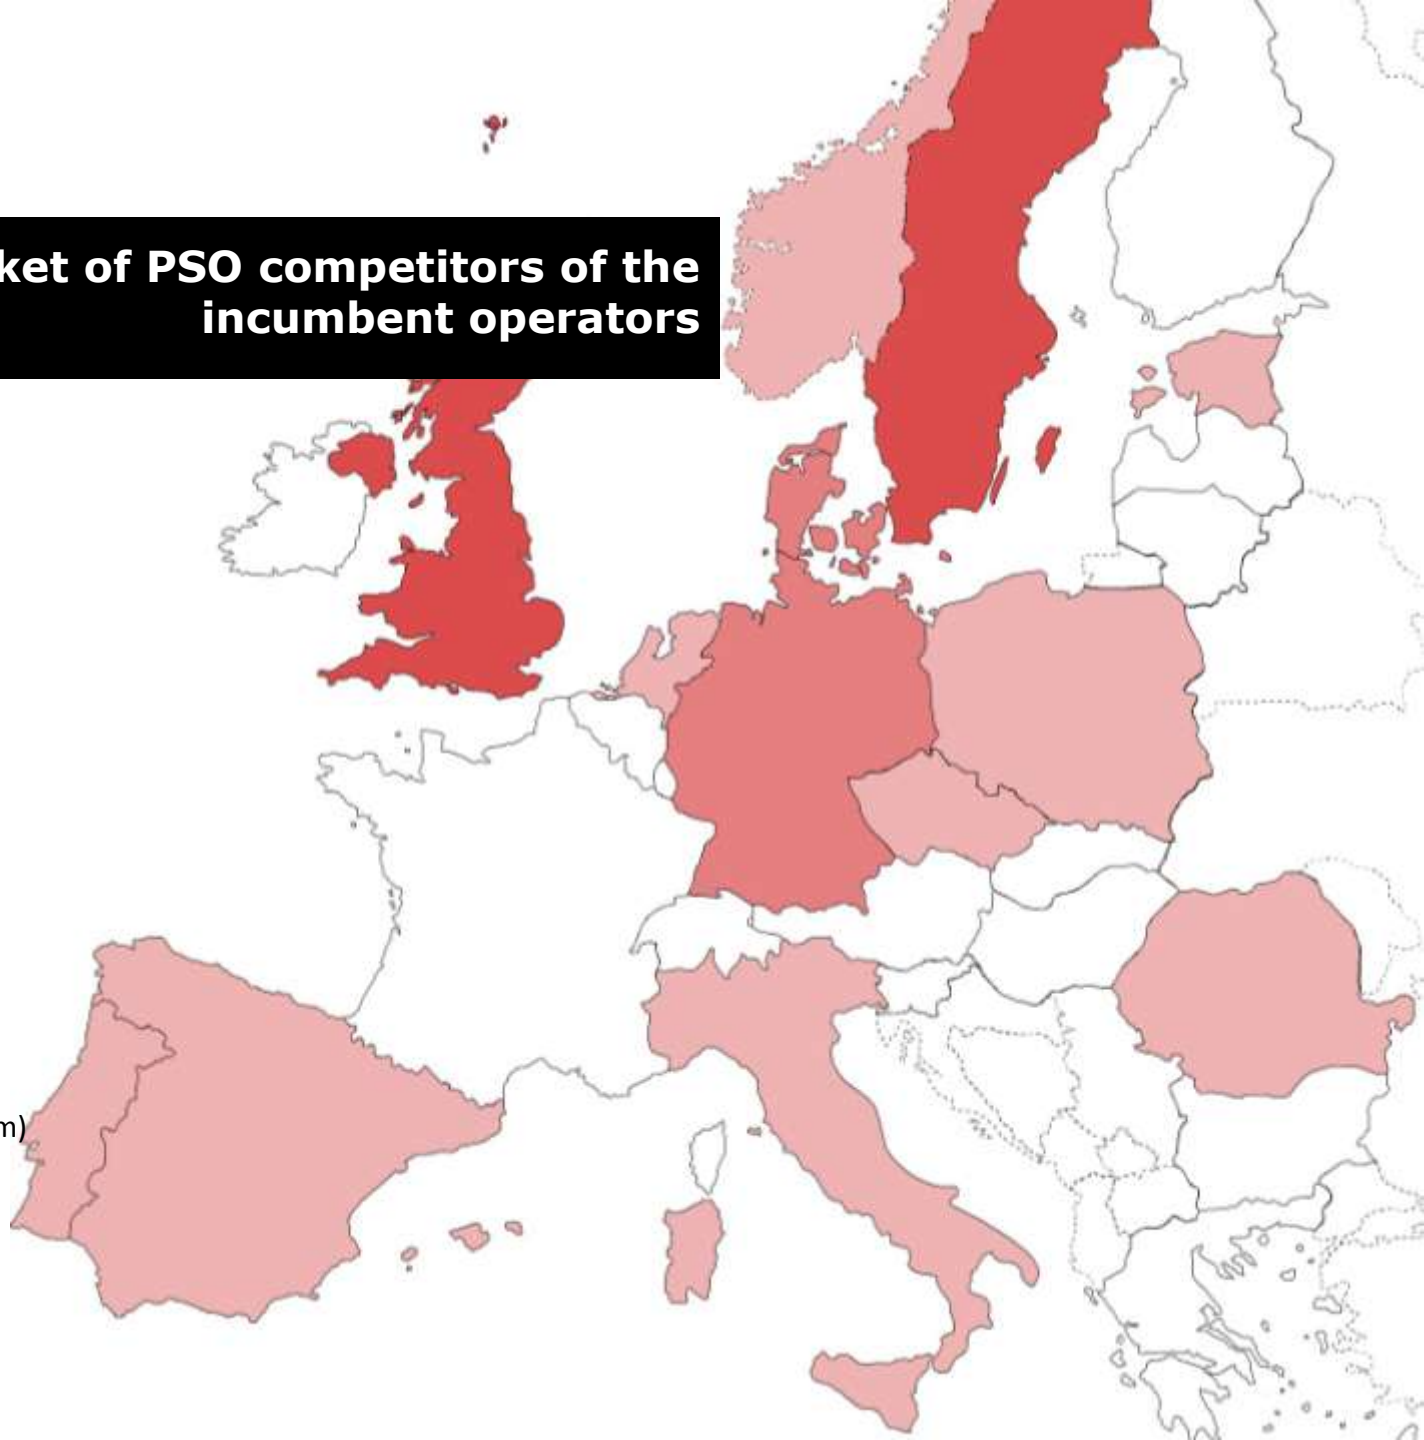 ket of PSO competitors of the
incumbent operators
m)